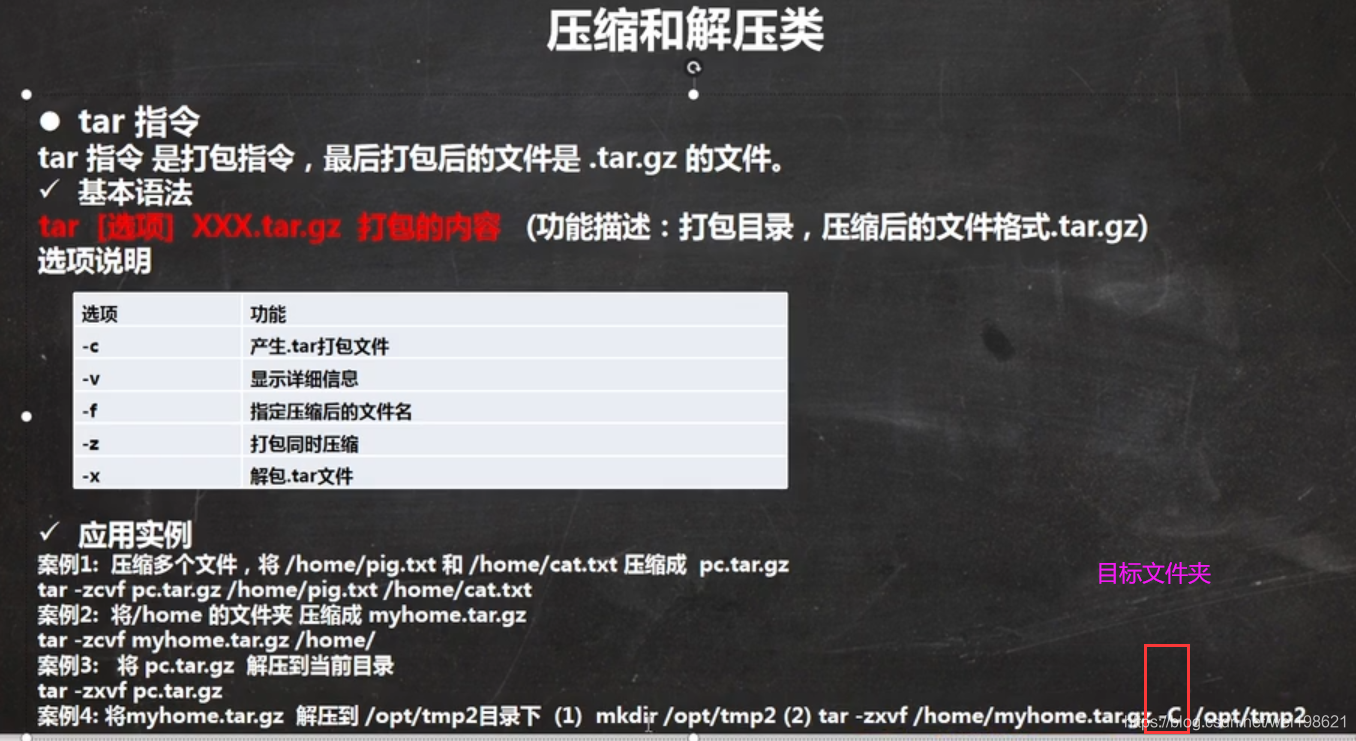 压缩和解压类
● tar 指令
tar 指令 是打包指令，最后打包后的文件是 .tar.gz 的文件。
✓ 基本语法
tar [选项] XXX.tar.gz 打包的内容 (功能描述：打包目录，压缩后的文件格式.tar.gz)
选项说明
选项 功能
-c 产生.tar打包文件
-v 显示详细信息
-f 指定压缩后的文件名
-z 打包同时压缩
-x 解包.tar文件
✓ 应用实例
案例1: 压缩多个文件，将 /home/pig.txt 和 /home/cat.txt 压缩成 pc.tar.gz
tar -zcvf pc.tar.gz /home/pig.txt /home/cat.txt
目标文件夹
案例2: 将/home 的文件夹 压缩成 myhome.tar.gz
tar -zcvf myhome.tar.gz /home/
案例3: 将 pc.tar.gz 解压到当前目录
tar -zxvf pc.tar.gz
案例4: 将myhome.tar.gz 解压到 /opt/tmp2目录下 (1) mkdir /opt/tmp2 (2) tar -zxvf /home/myhome.tar.gz -C /opt/tmp2